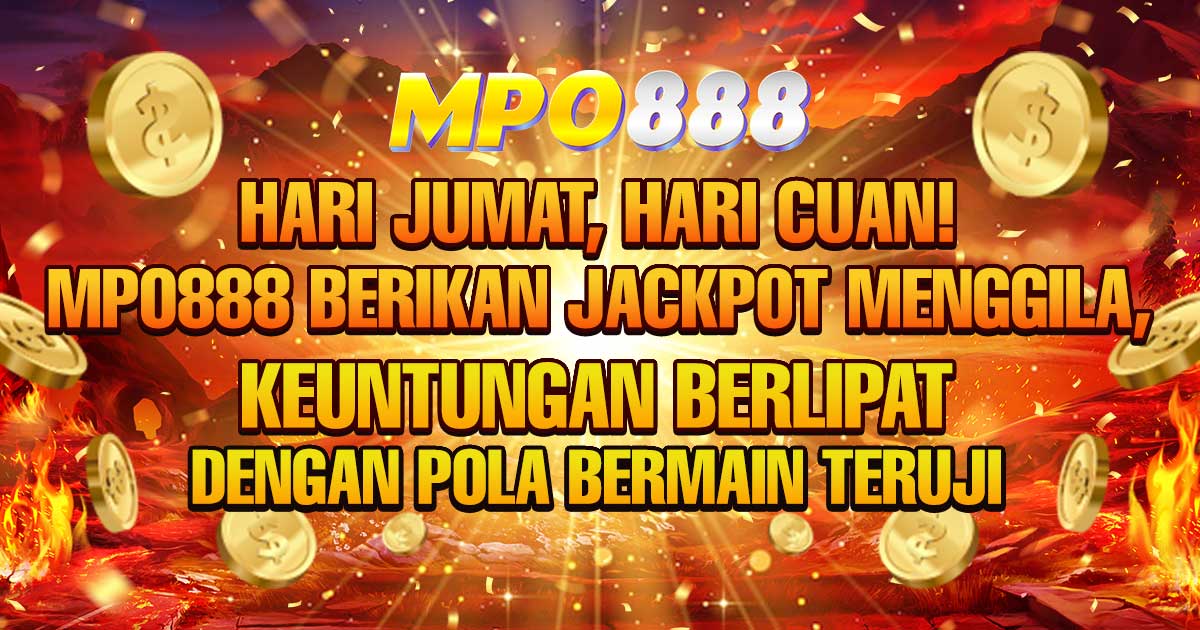 MPO888
HARI JUMAT, HARI CUAN!
MPO888 BERIKAN JACKPOT MENGGILA,
KEUNTUNGAN BERLIPAT
DENGAN POLA BERMAIN TERUJI